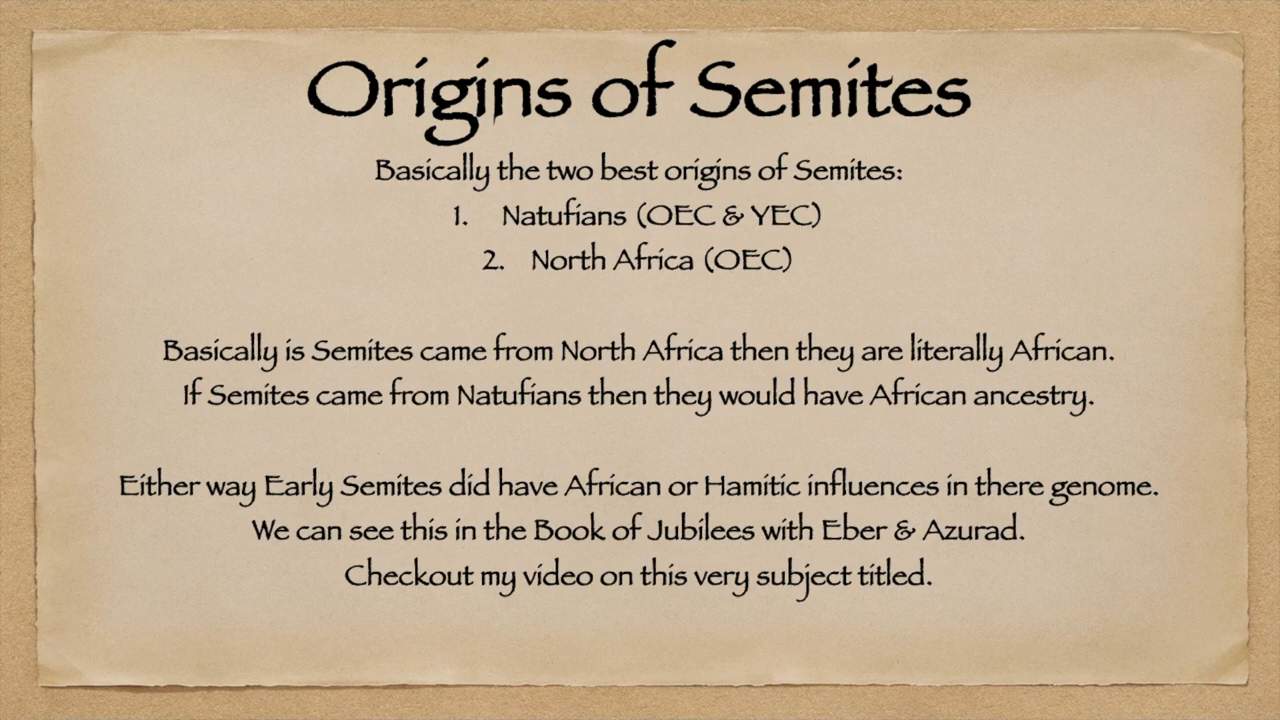 Origins of Semites
Basically the two best origins of Semites:
1. Natufians (OEC & YEC)
2. North Africa (OEC)
Basically is Semites came from North Africa then they are literally African.
If Semites came from Natufians then they would have African ancestry.
Either way Early Semites did have African or Hamitic influences in there genome.
We can see this in the Book of Jubilees with Eber & Azurad.
Checkout my video on this very subject titled.